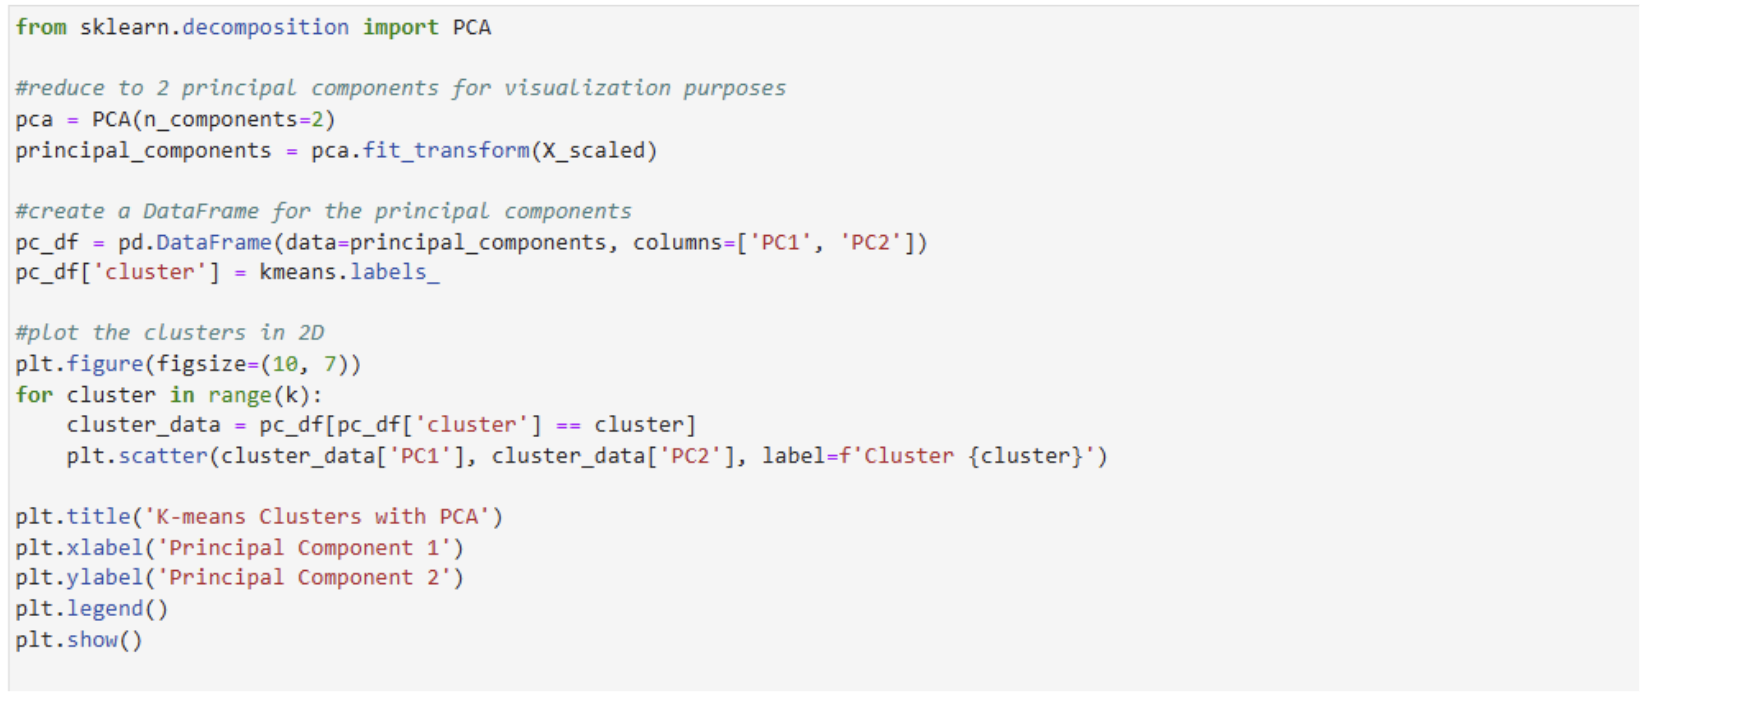 from sklearn.decomposition import PCA
#reduce to 2 principal components for visualization purposes
pca = PCA(n_components=2)
principal_components = pca.fit_transform(X_scaled)
#create a DataFrame for the principal components
pc_df = pd.DataFrame(data=principal_components, columns=['PC1', 'PC2'])
pc_df['cluster'] = kmeans.labels_
#plot the clusters in 2D
plt.figure(figsize=(10, 7))
for cluster in range(k):
    cluster_data = pc_df[pc_df['cluster'] == cluster]
    plt.scatter(cluster_data['PC1'], cluster_data['PC2'], label=f'Cluster {cluster}')
plt.title('K-means Clusters with PCA')
plt.xlabel('Principal Component 1')
plt.ylabel('Principal Component 2')
plt.legend()
plt.show()